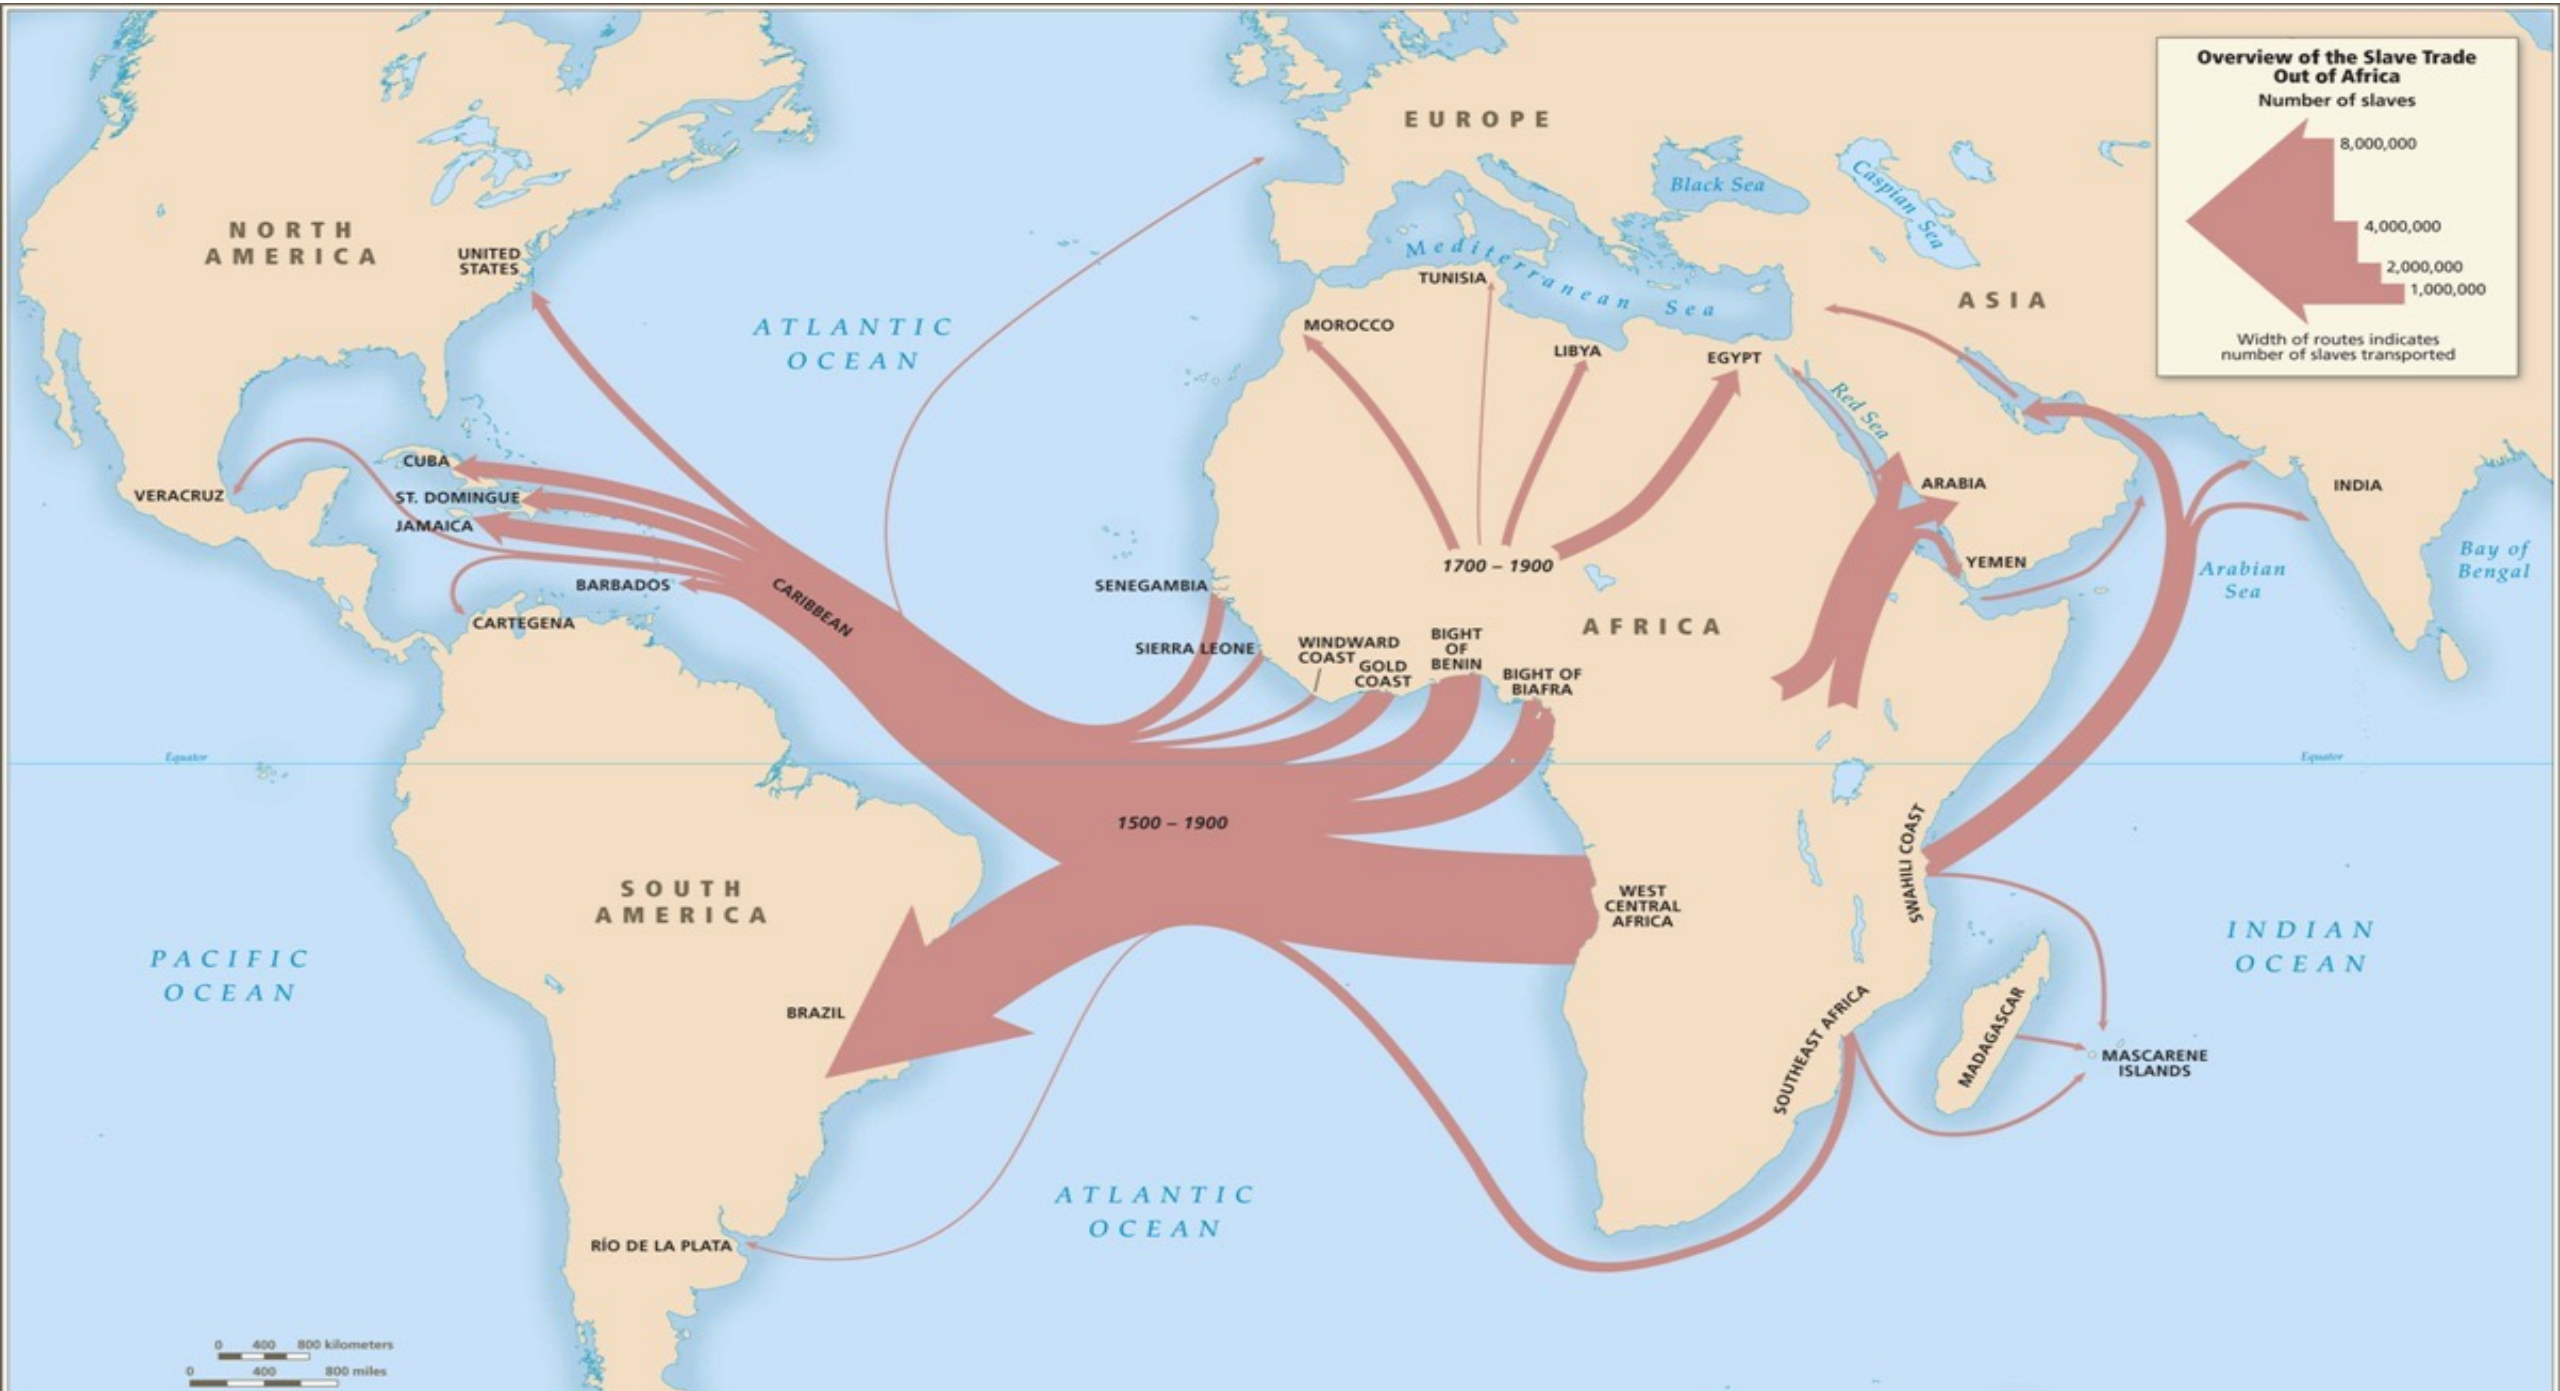 Overview of the Slave Trade
Out of Africa
Number of slaves
8,000,000
4,000,000
2,000,000
1,000,000
Width of routes indicates
number of slaves transported
NORTH
AMERICA
UNITED
STATES
ATLANTIC
OCEAN
EUROPE
Black Sea
Caspian Sea
Mediterranean Sea
ASIA
TUNISIA
MOROCCO
LIBYA
EGYPT
Red Sea
ARABIA
YEMEN
INDIA
Bay of
Bengal
Arabian
Sea
1700 – 1900
AFRICA
CUBA
VERACRUZ
ST. DOMINGUE
JAMAICA
BARBADOS
CARTEGENA
CARIBBEAN
SENEGAMBIA
SIERRA LEONE
WINDWARD
COAST
GOLD
COAST
BIGHT
OF
BENIN
BIGHT OF
BIAFRA
Equator
Equator
1500 – 1900
SOUTH
AMERICA
WEST
CENTRAL
AFRICA
SWAHILI COAST
PACIFIC
OCEAN
INDIAN
OCEAN
BRAZIL
SOUTHEAST AFRICA
MADAGASCAR
MASCARENE
ISLANDS
ATLANTIC
OCEAN
RÍO DE LA PLATA
0 400 800 kilometers
0 400 800 miles